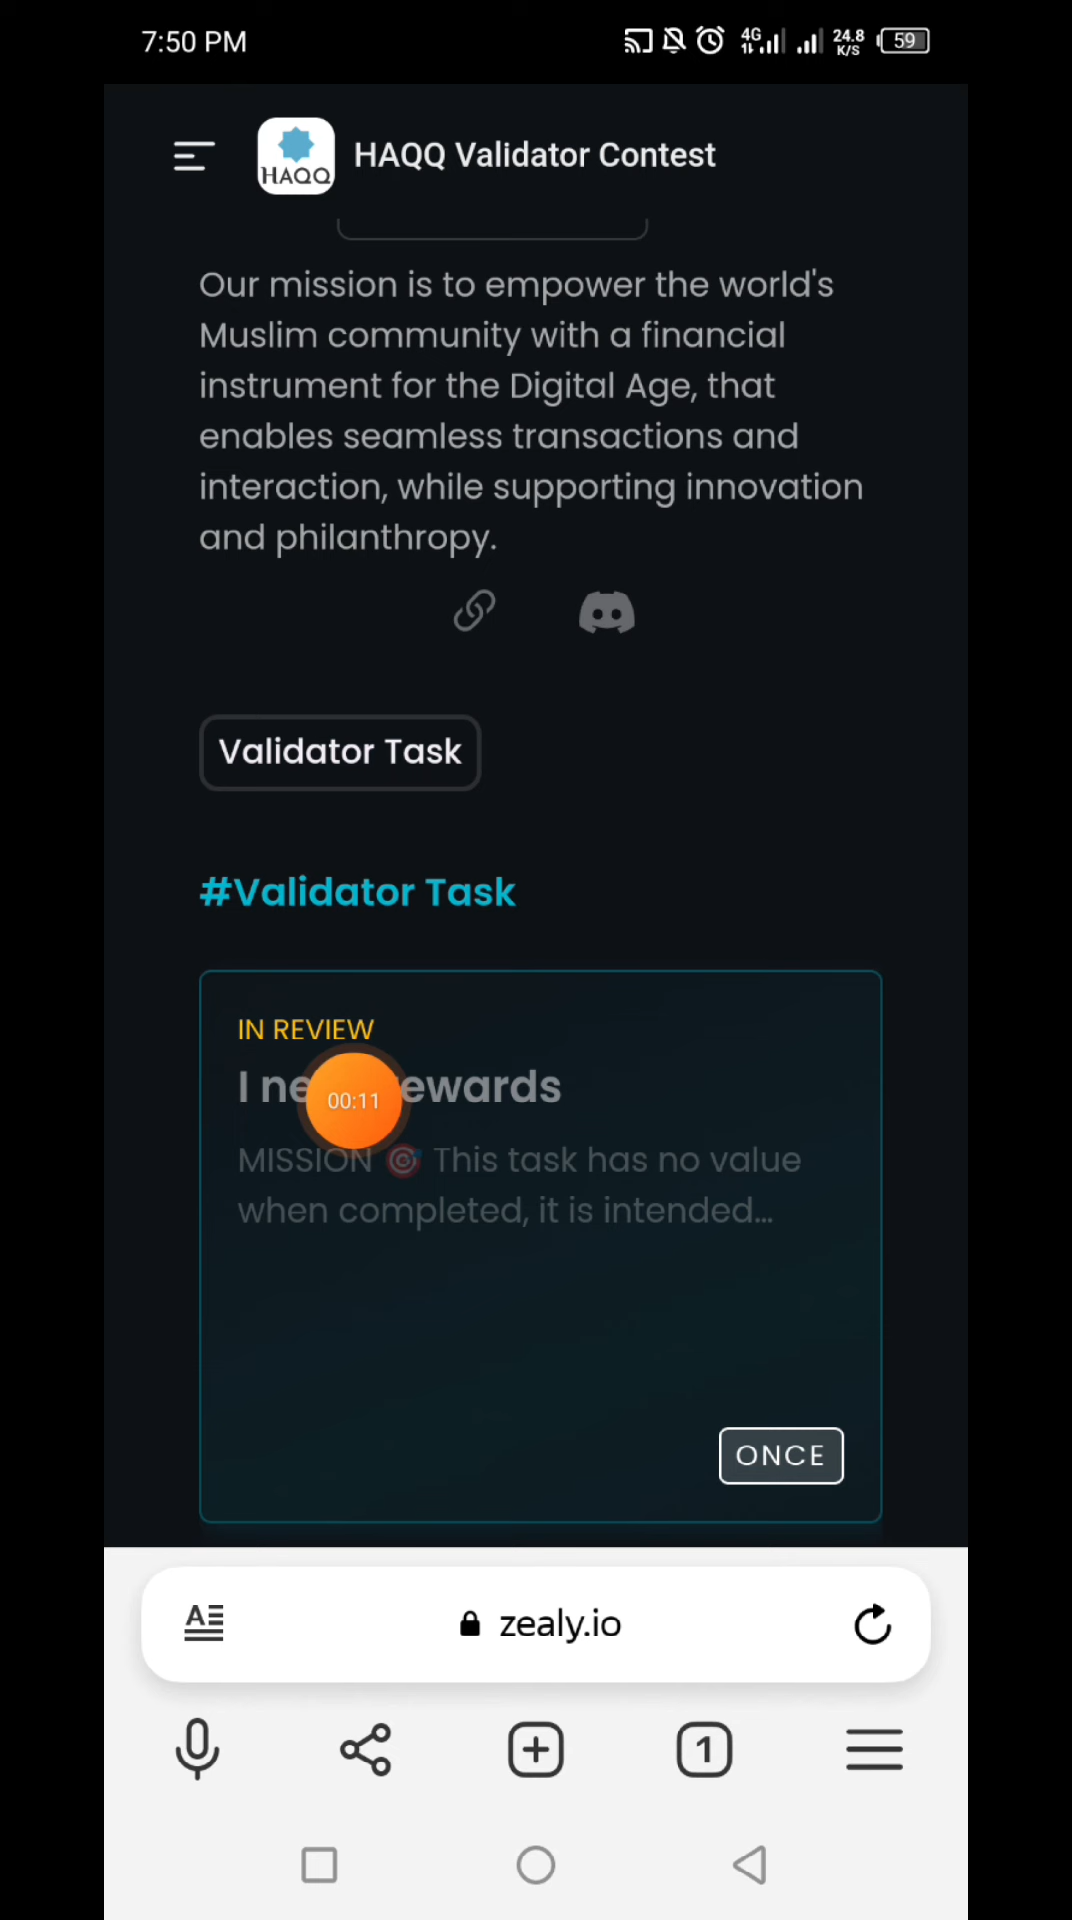 7:50 PM
4G
24.8
K/S
59
HAQQ
HAQQ Validator Contest
Our mission is to empower the world's
Muslim community with a financial
instrument for the Digital Age, that
enables seamless transactions and
interaction, while supporting innovation
and philanthropy.
Validator Task
#Validator Task
IN REVIEW
I ewards
00:11
MISSION 🎯 This task has no value
when completed, it is intended...
ONCE
zealy.io
1